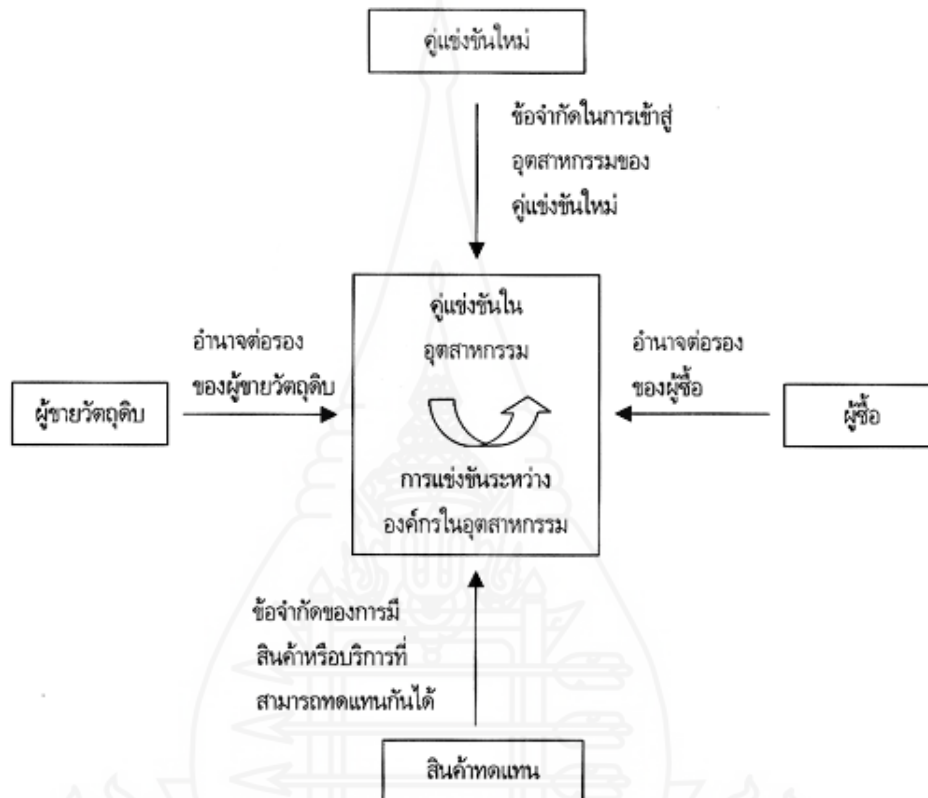 คู่แข่งขันใหม่
ข้อจำกัดในการเข้าสู่
อุตสาหกรรมของ
คู่แข่งขันใหม่
คู่แข่งขันใน
อุตสาหกรรม
อำนาจต่อรอง
ของผู้ขายวัตถุดิบ
อำนาจต่อรอง
ของผู้ซื้อ
ผู้ขายวัตถุดิบ
ผู้ซื้อ
การแข่งขันระหว่าง
องค์กรในอุตสาหกรรม
ข้อจำกัดของการมี
สินค้าหรือบริการที่
สามารถทดแทนกันได้
สินค้าทดแทน